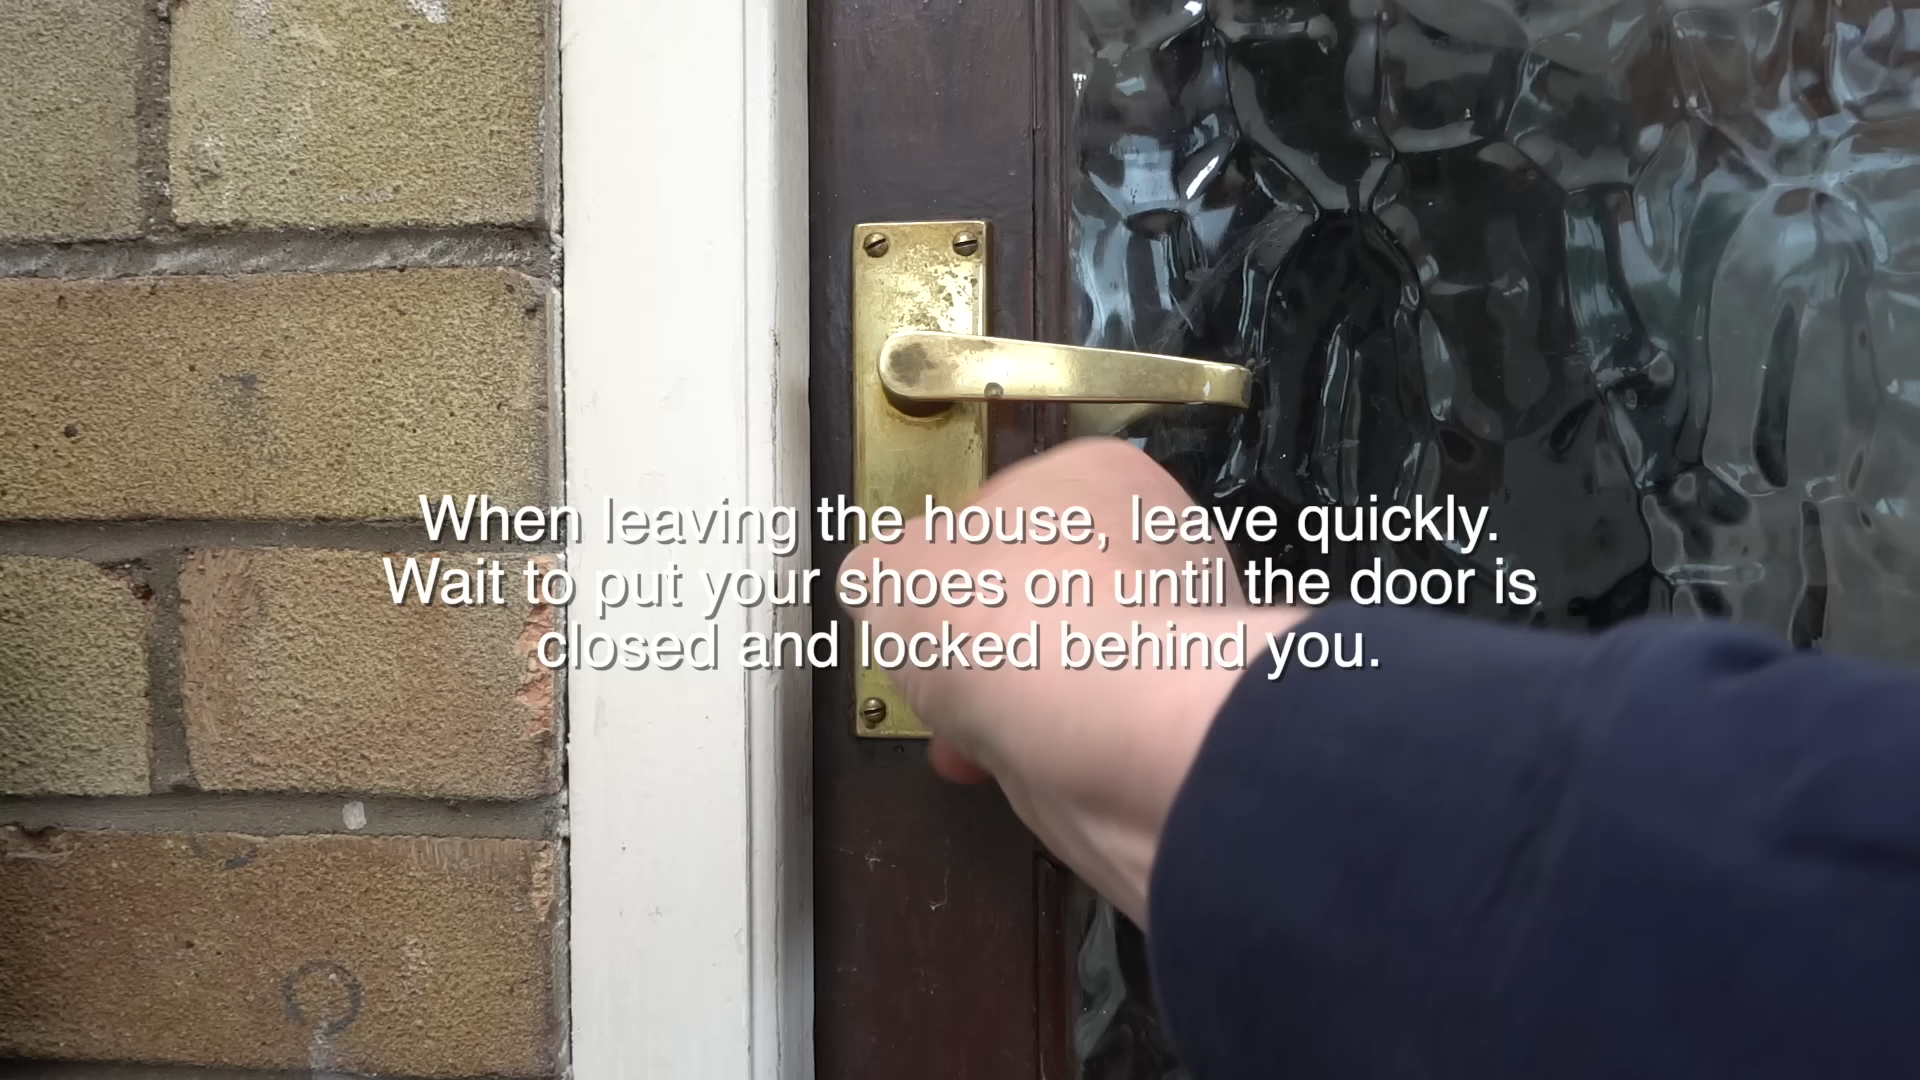 When leaving the house, leave quickly.
Wait to put your shoes on until the door is
closed and locked behind you.